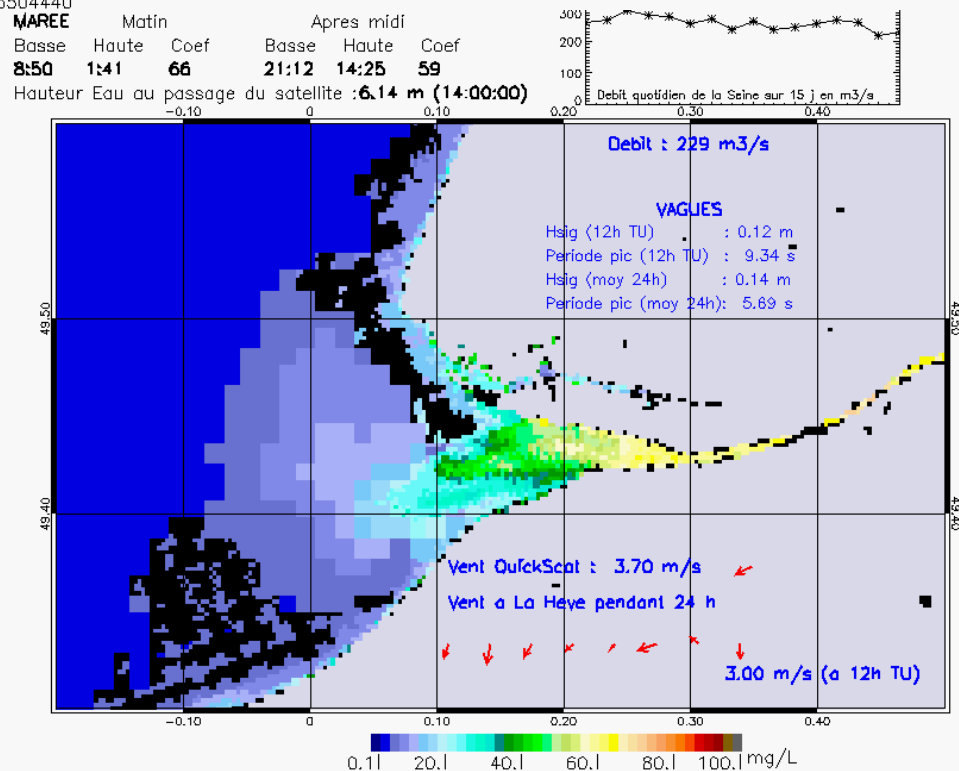 MAREE Matin Apres midi
Basse Haute Coef Basse Haute Coef
8:50 1:41 66 21:12 14:25 59
Hauteur Eau au passage du satellite :6.14 m (14:00:00)
300
200
100
0
Debit quotidien de la Seine sur 15 j en m3/s
-0.10 0 0.10 0.20 0.30 0.40
Debit : 229 m3/s
VAGUES
Hsig (12h TU) : 0.12 m
Periode pic (12h TU) : 9.34 s
Hsig (moy 24h) : 0.14 m
Periode pic (moy 24h): 5.69 s
49.50 49.50
49.40 49.40
Vent QuickScat : 3.70 m/s
Vent a La Heve pendant 24 h
3.00 m/s (a 12h TU)
-0.10 0 0.10 0.20 0.30 0.40
0.1 20.1 40.1 60.1 80.1 100.1 mg/L